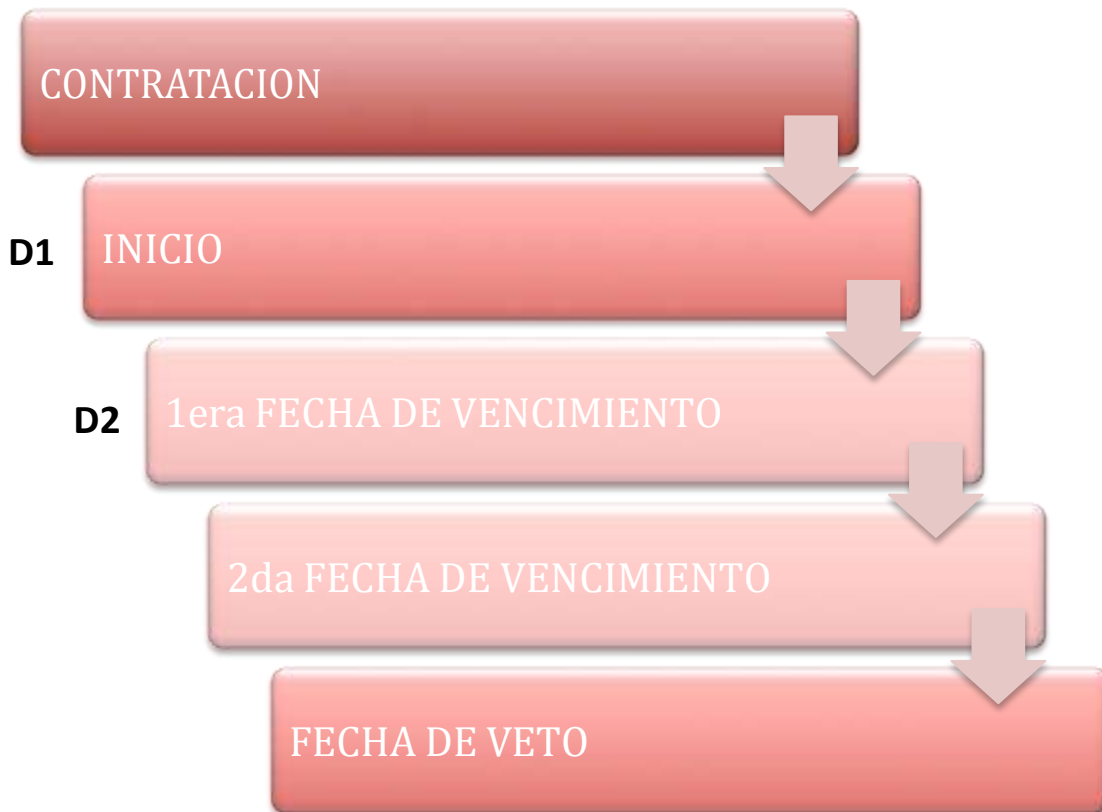 CONTRATACION
D1 INICIO
D2 1era FECHA DE VENCIMIENTO
2da FECHA DE VENCIMIENTO
FECHA DE VETO